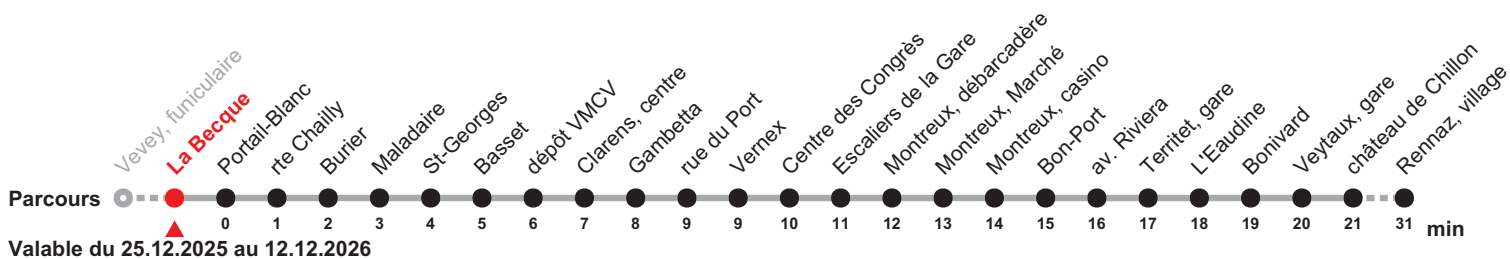 Vevey, funiculaire
La Becque
Portail-Blanc
rte Chailly
Burier
Maladaire
St-Georges
Basset
dépôt VMCV
Clarens, centre
Gambetta
rue du Port
Vernex
Centre des Congrès
Escaliers de la Gare
Montreux, débarcadère
Montreux, Marché
Montreux, casino
Bon-Port
av. Riviera
Territet, gare
L'Eaudine
Bonivard
Veytaux, gare
château de Chillon
Rennaz, village
Parcours
0 1 2 3 4 5 6 7 8 9 9 10 11 12 13 14 15 16 17 18 19 20 21 31 min
Valable du 25.12.2025 au 12.12.2026